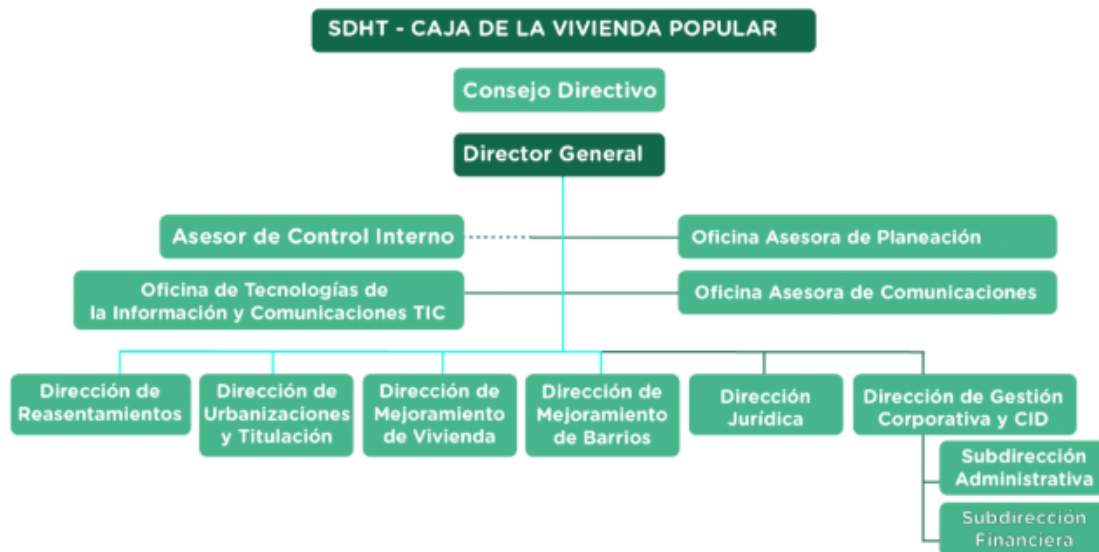 SDHT - CAJA DE LA VIVIENDA POPULAR
Consejo Directivo
Director General
Asesor de Control Interno
Oficina Asesora de Planeación
Oficina de Tecnologías de
la Información y Comunicaciones TIC
Oficina Asesora de Comunicaciones
Dirección de
Reasentamientos
Dirección de
Urbanizaciones
y Titulación
Dirección de
Mejoramiento
de Vivienda
Dirección de
Mejoramiento
de Barrios
Dirección
Jurídica
Dirección de Gestión
Corporativa y CID
Subdirección
Administrativa
Subdirección
Financiera